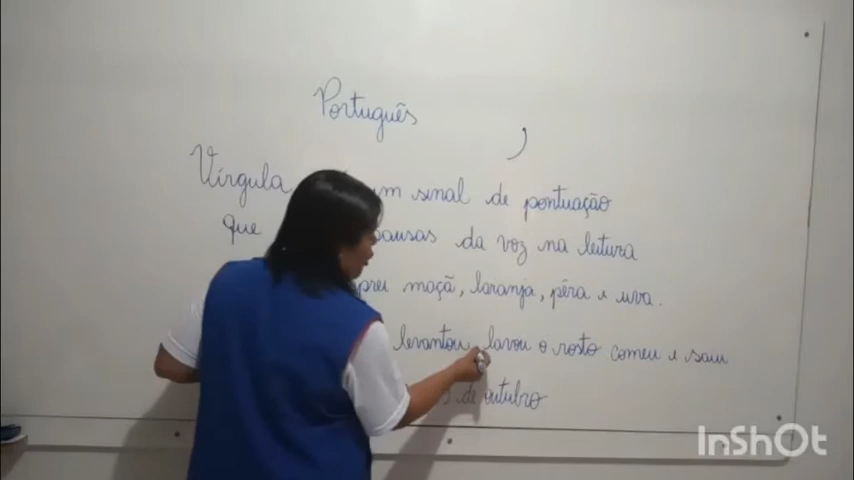 Português
,
Vírgula um sinal de pontuação
que pausas da voz na leitura
prei maçã, laranja, pêra e uva.
levantou, lavou o rosto comeu e saiu
de outubro
InShOt